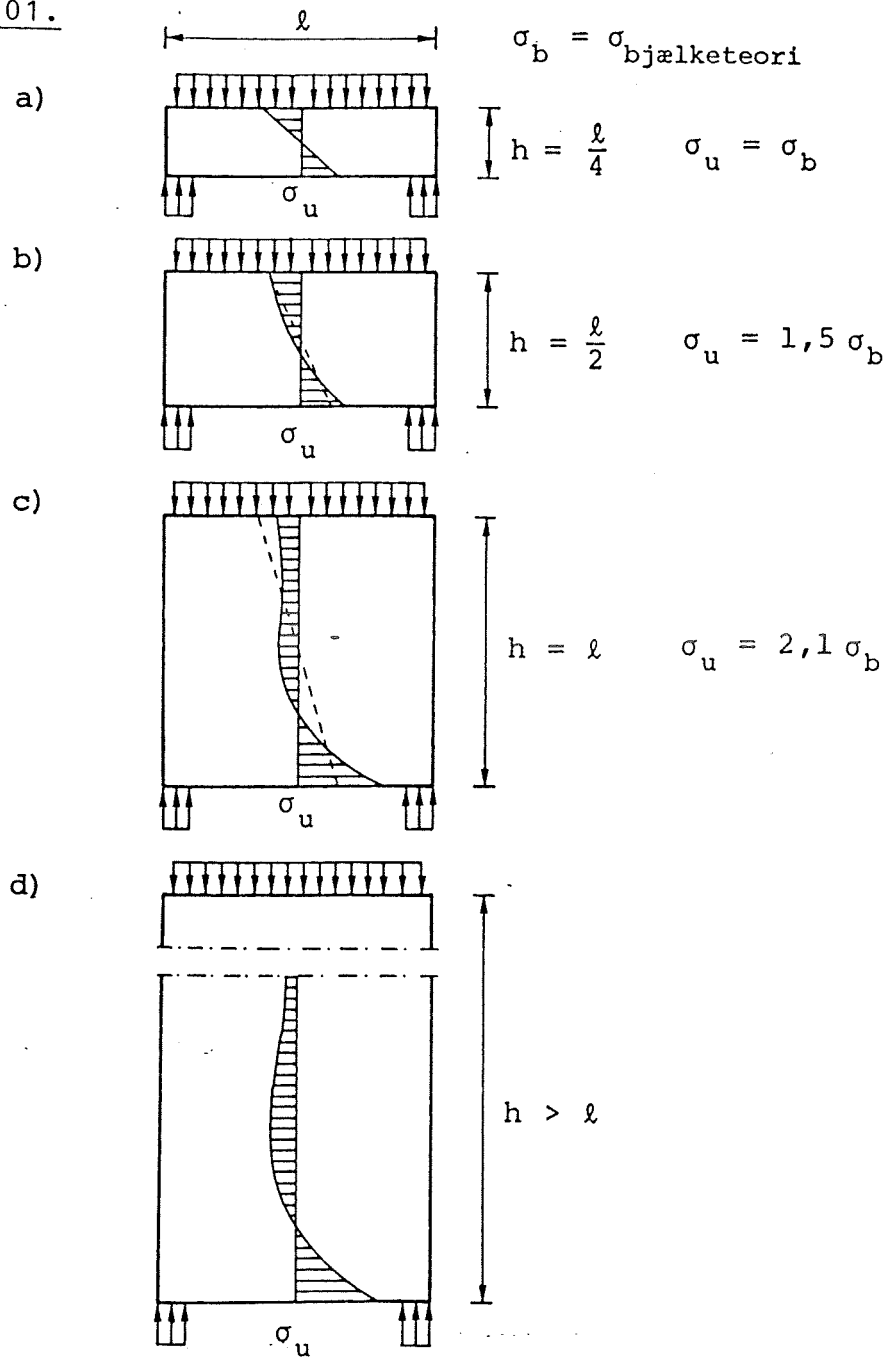 01.
ℓ
σ_b = σ_bjælketeori
a)
h = ℓ/4   σ_u = σ_b
σ_u
b)
h = ℓ/2   σ_u = 1,5 σ_b
σ_u
c)
h = ℓ   σ_u = 2,1 σ_b
σ_u
d)
h > ℓ
σ_u